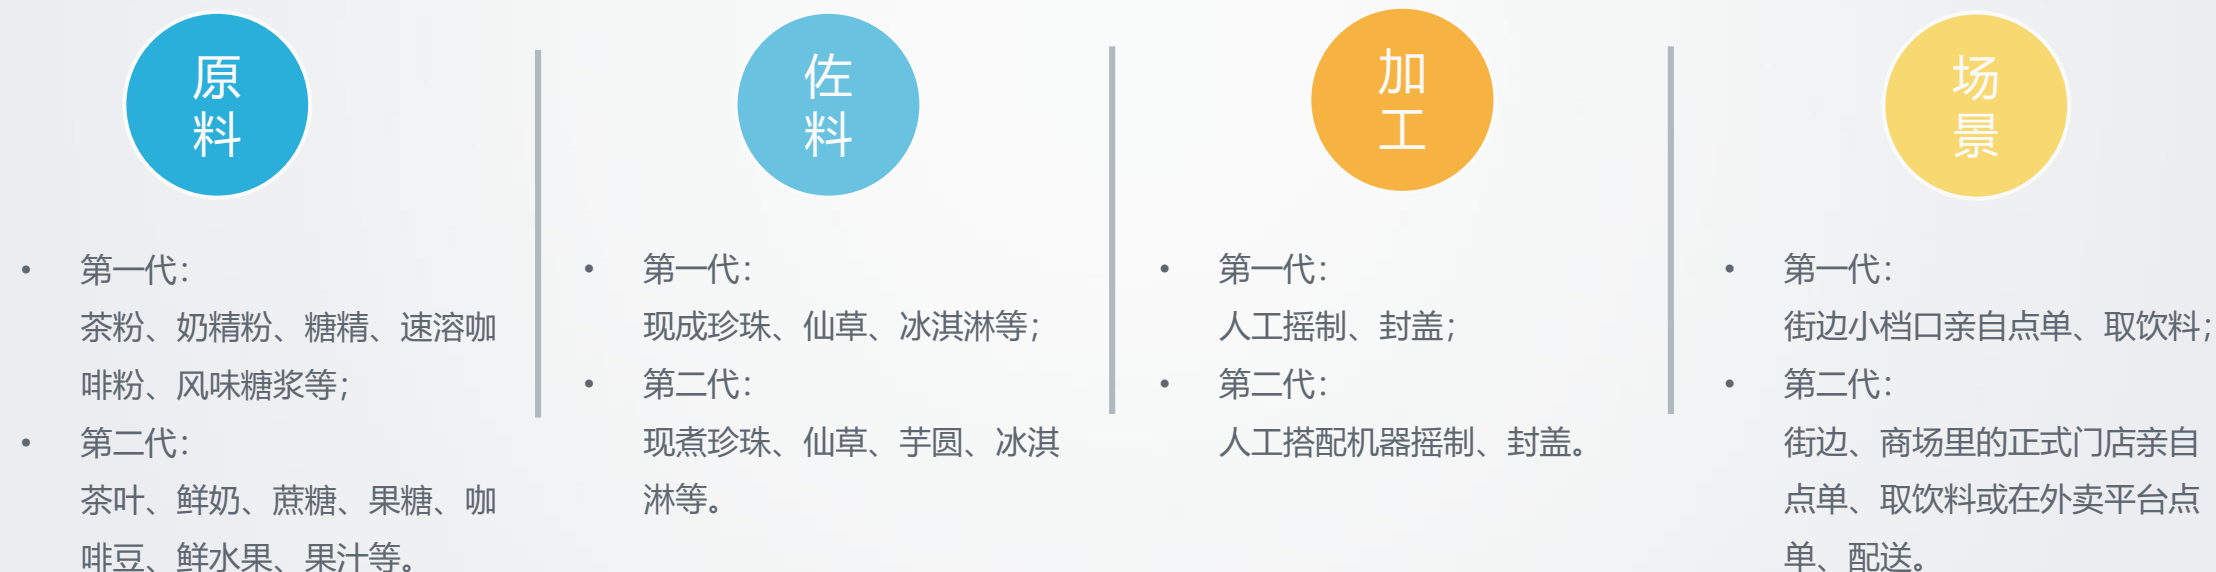 原
料
• 第一代：
茶粉、奶精粉、糖精、速溶咖
啡粉、风味糖浆等；
• 第二代：
茶叶、鲜奶、蔗糖、果糖、咖
啡豆、鲜水果、果汁等。
佐
料
• 第一代：
现成珍珠、仙草、冰淇淋等；
• 第二代：
现煮珍珠、仙草、芋圆、冰淇
淋等。
加
工
• 第一代：
人工摇制、封盖；
• 第二代：
人工搭配机器摇制、封盖。
场
景
• 第一代：
街边小档口亲自点单、取饮料；
• 第二代：
街边、商场里的正式门店亲自
点单、取饮料或在外卖平台点
单、配送。